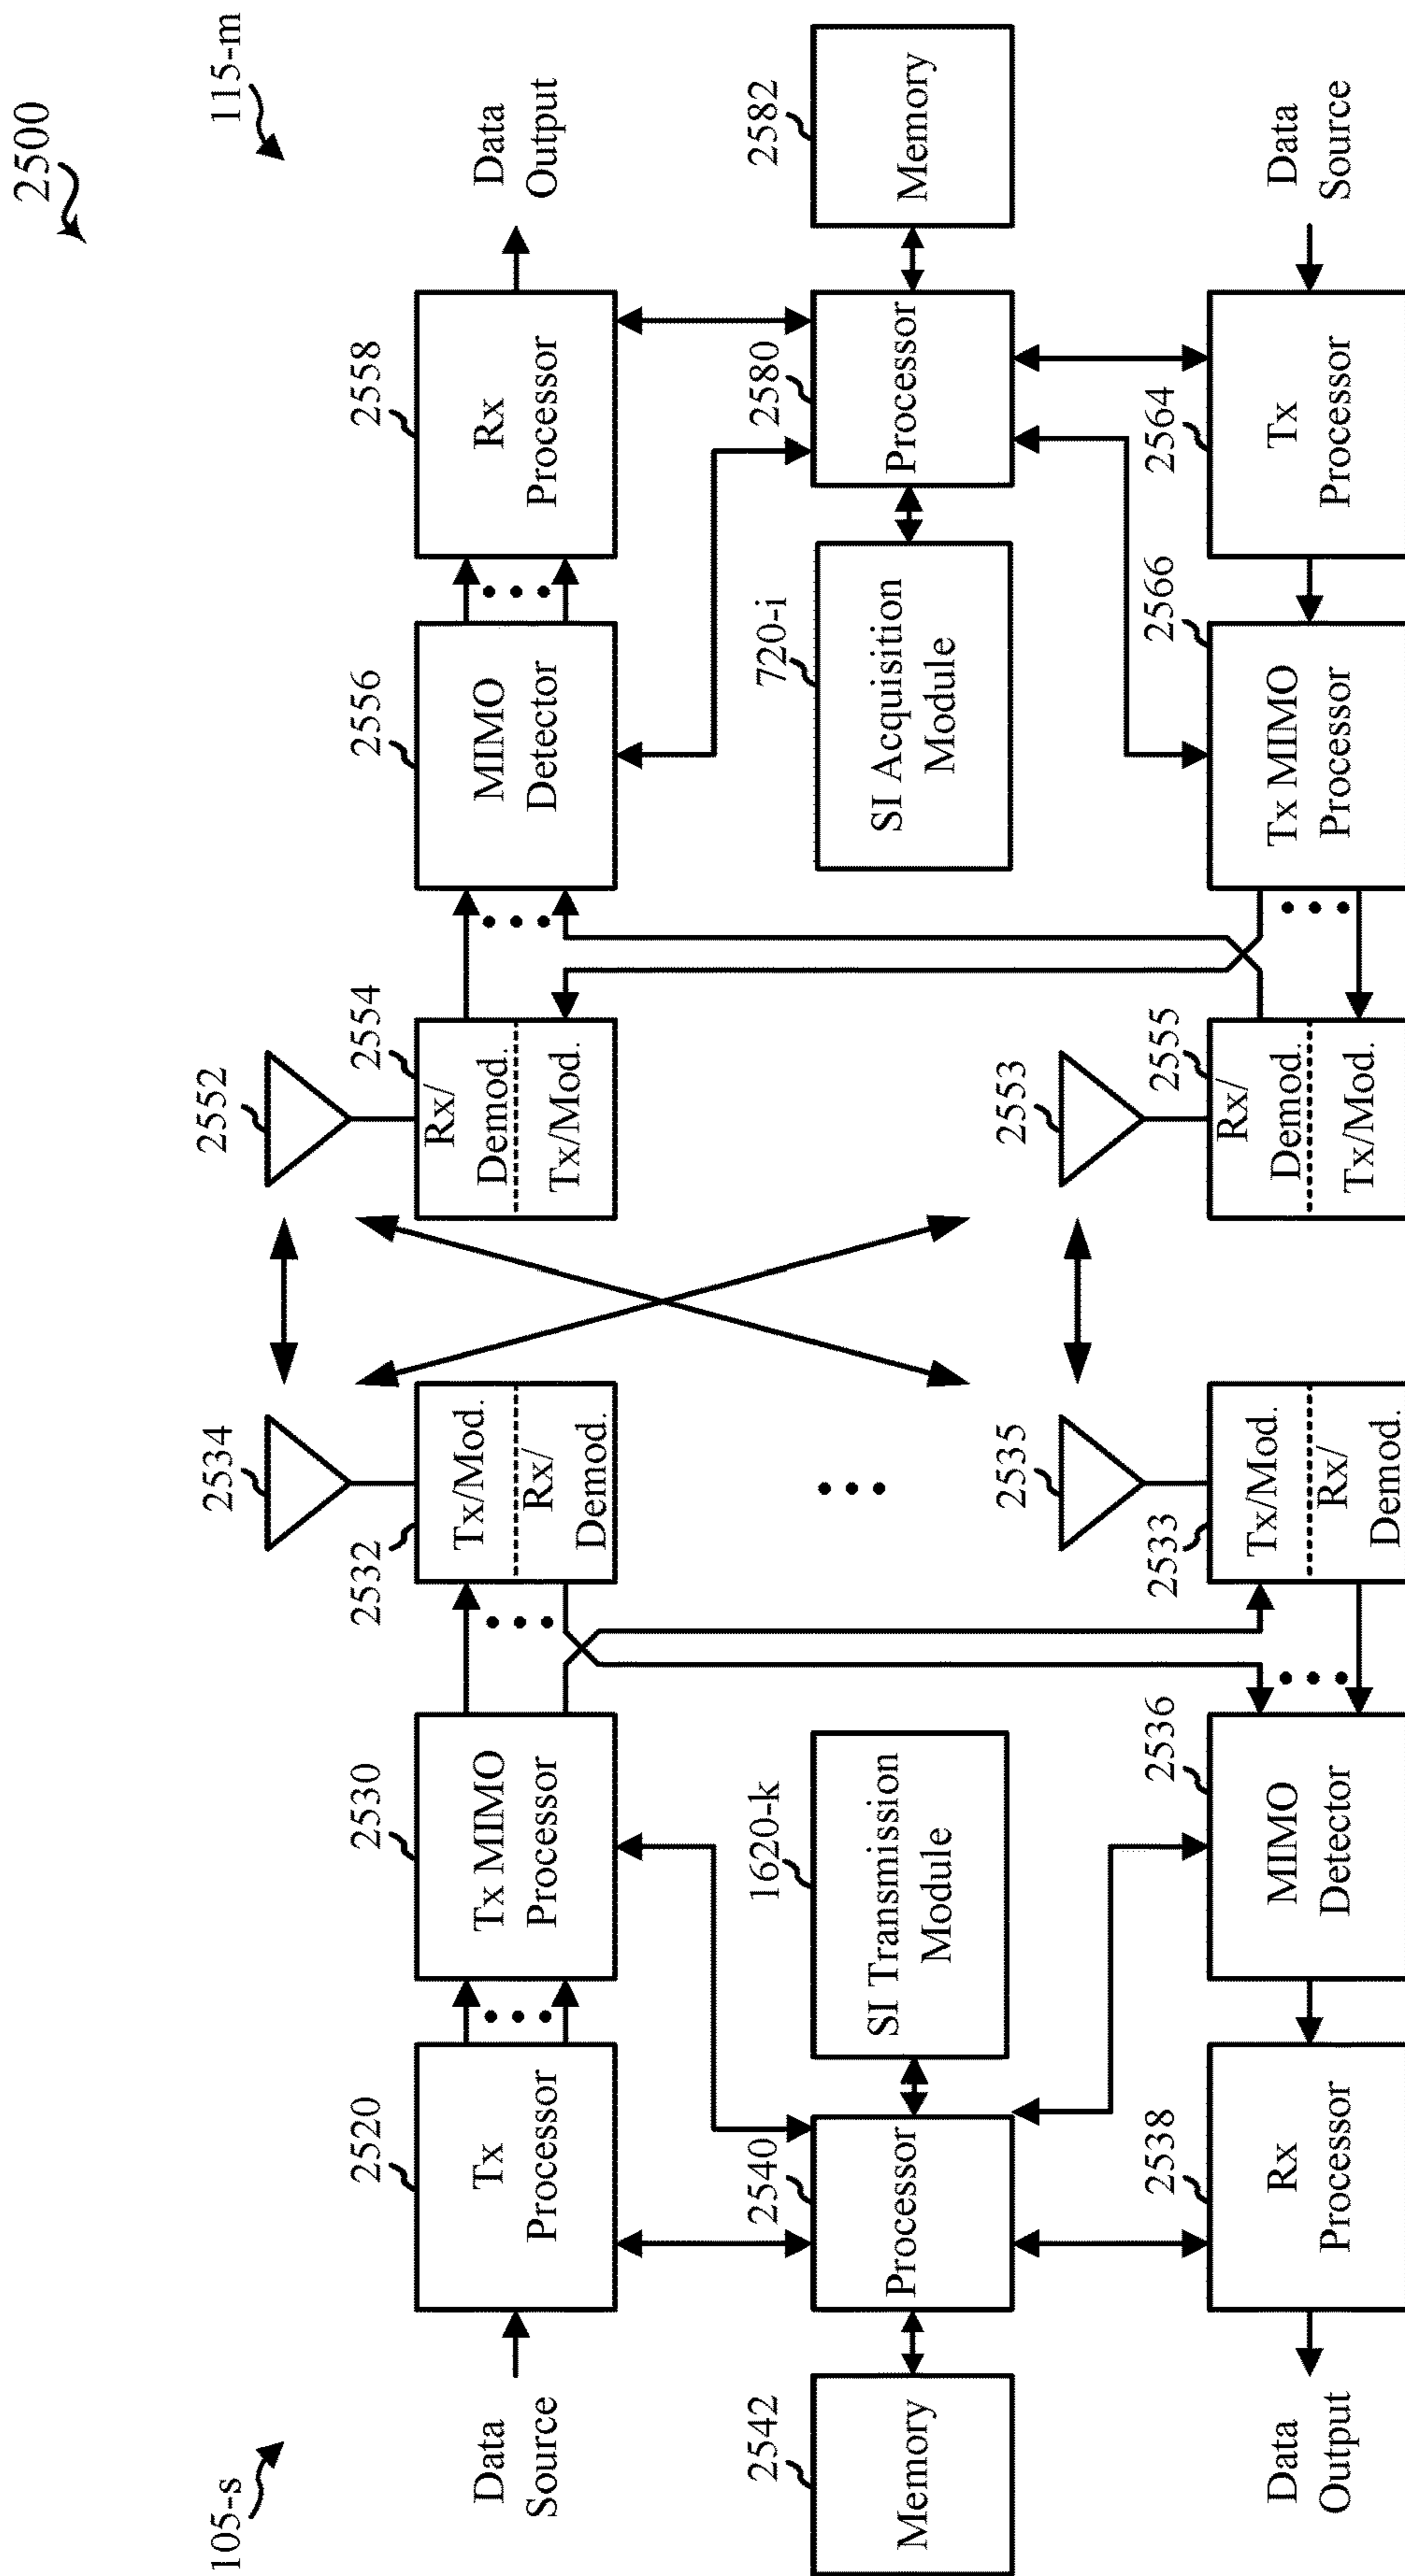 2500
105-s
115-m
2534
2552
2520
2530
2532
2554
2556
2558
Data
Source
Tx
Processor
Tx MIMO
Processor
Tx/Mod.
Rx/
Demod.
Rx/
Demod.
Tx/Mod.
MIMO
Detector
Rx
Processor
Data
Output
2542
2540
1620-k
720-i
2580
2582
Memory
Processor
SI Transmission
Module
SI Acquisition
Module
Processor
Memory
2535
2553
2538
2536
2533
2555
2566
2564
Data
Output
Rx
Processor
MIMO
Detector
Tx/Mod.
Rx/
Demod.
Rx/
Demod.
Tx/Mod.
Tx MIMO
Processor
Tx
Processor
Data
Source